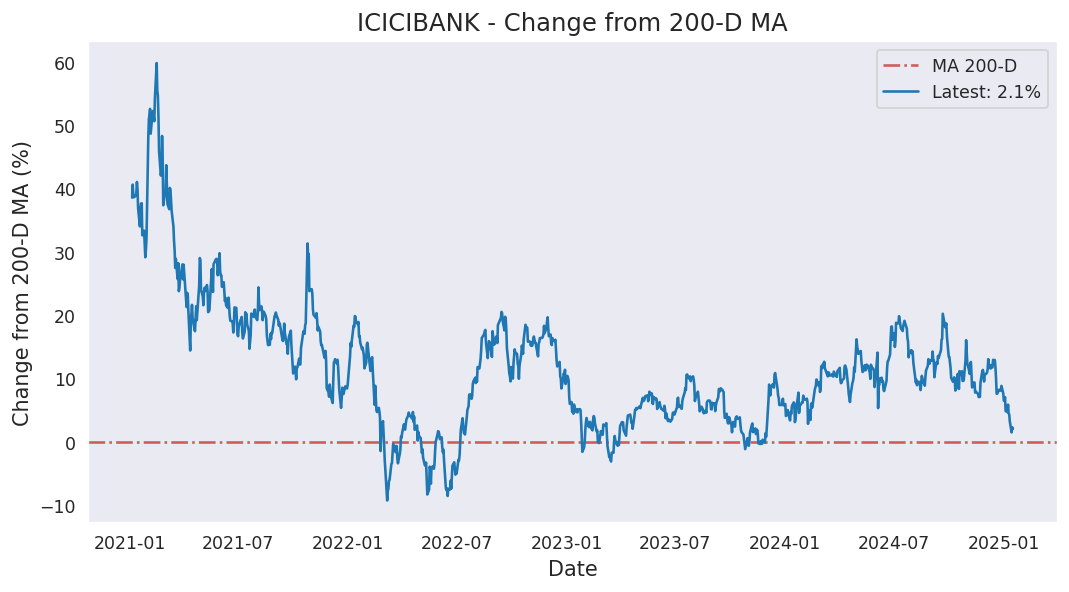 ICICIBANK - Change from 200-D MA
MA 200-D
Latest: 2.1%
Change from 200-D MA (%)
60
50
40
30
20
10
0
−10
2021-01 2021-07 2022-01 2022-07 2023-01 2023-07 2024-01 2024-07 2025-01
Date